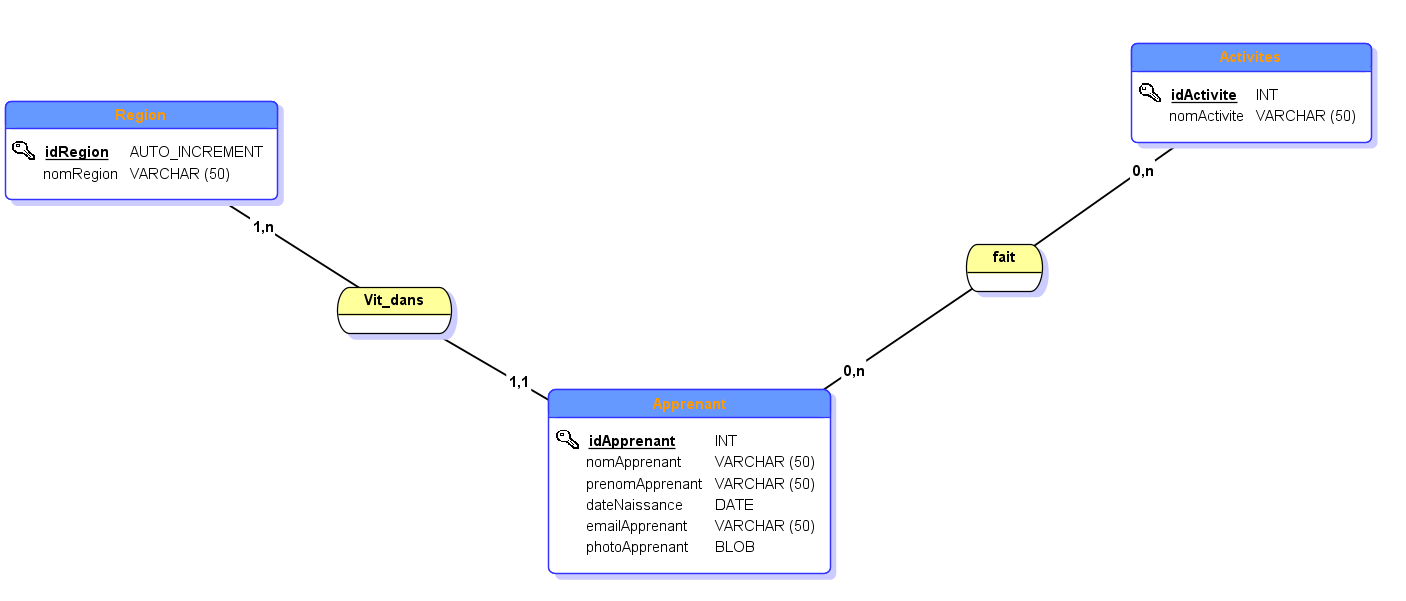 Region
idRegion AUTO_INCREMENT
nomRegion VARCHAR (50)
1,n
Vit_dans
1,1
Activites
idActivite INT
nomActivite VARCHAR (50)
0,n
fait
0,n
Apprenant
idApprenant INT
nomApprenant VARCHAR (50)
prenomApprenant VARCHAR (50)
dateNaissance DATE
emailApprenant VARCHAR (50)
photoApprenant BLOB